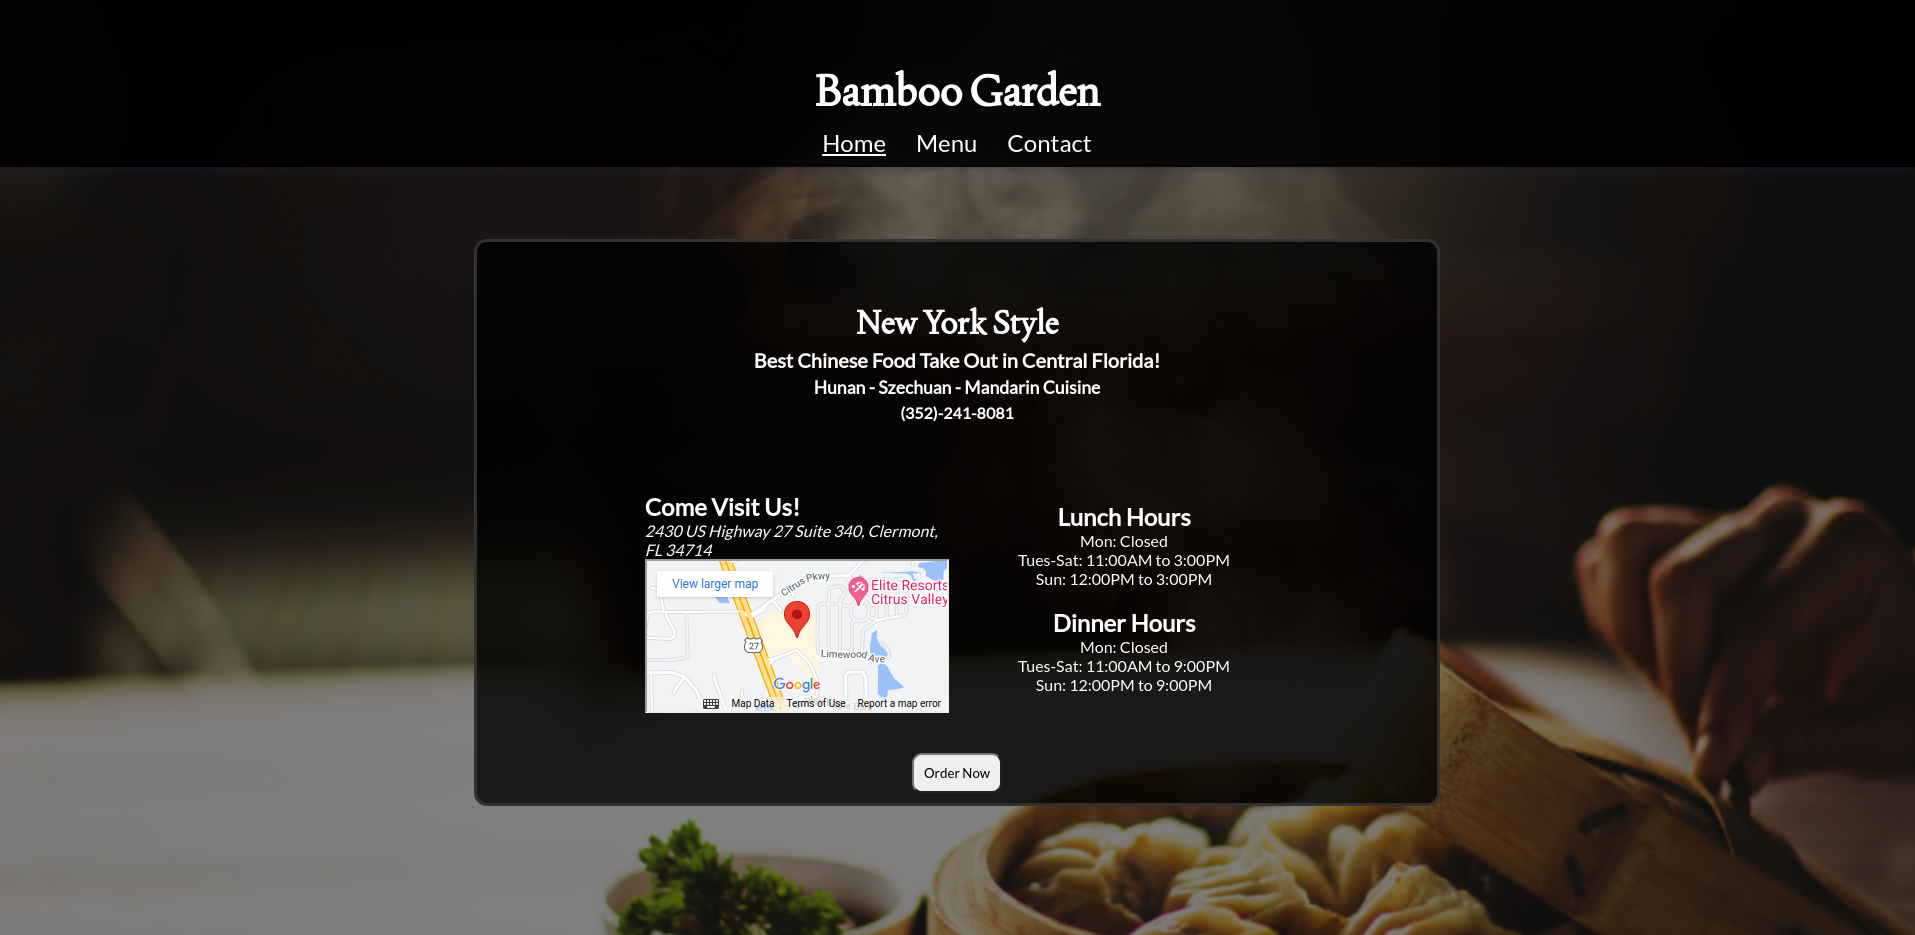 Bamboo Garden
Home Menu Contact
New York Style
Best Chinese Food Take Out in Central Florida!
Hunan - Szechuan - Mandarin Cuisine
(352)-241-8081
Come Visit Us!
2430 US Highway 27 Suite 340, Clermont,
FL 34714
View larger map
Citrus Pkwy
Elite Resorts
Citrus Valley
27
Limewood Ave
Google
Map Data Terms of Use Report a map error
Lunch Hours
Mon: Closed
Tues-Sat: 11:00AM to 3:00PM
Sun: 12:00PM to 3:00PM
Dinner Hours
Mon: Closed
Tues-Sat: 11:00AM to 9:00PM
Sun: 12:00PM to 9:00PM
Order Now